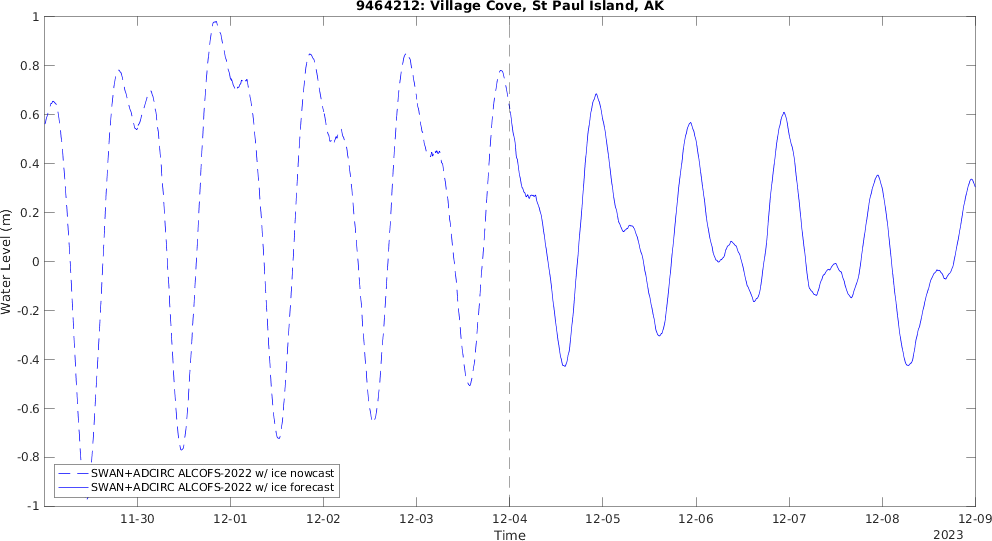 9464212: Village Cove, St Paul Island, AK
1
0.8
0.6
0.4
0.2
0
-0.2
-0.4
-0.6
-0.8
-1
Water Level (m)
SWAN+ADCIRC ALCOFS-2022 w/ ice nowcast
SWAN+ADCIRC ALCOFS-2022 w/ ice forecast
11-30 12-01 12-02 12-03 12-04 12-05 12-06 12-07 12-08 12-09
Time
2023